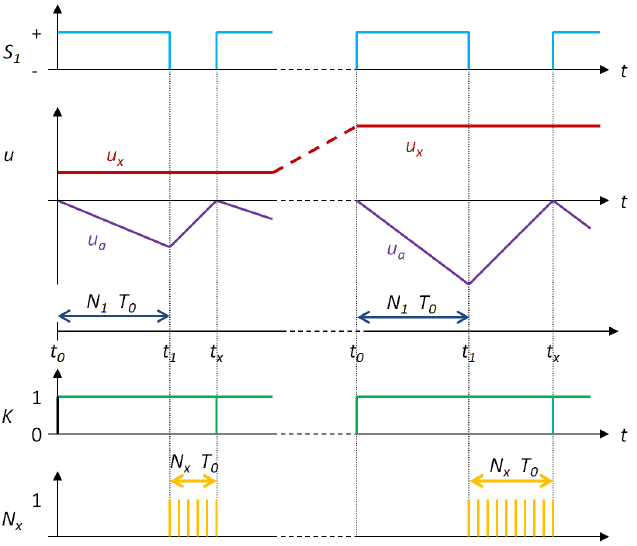 +
S1
-
t
u
ux
ux
t
ua
ua
N1 T0
N1 T0
t0 t1 tx t0 t1 tx
1
K
0
t
Nx T0
Nx T0
1
Nx
t